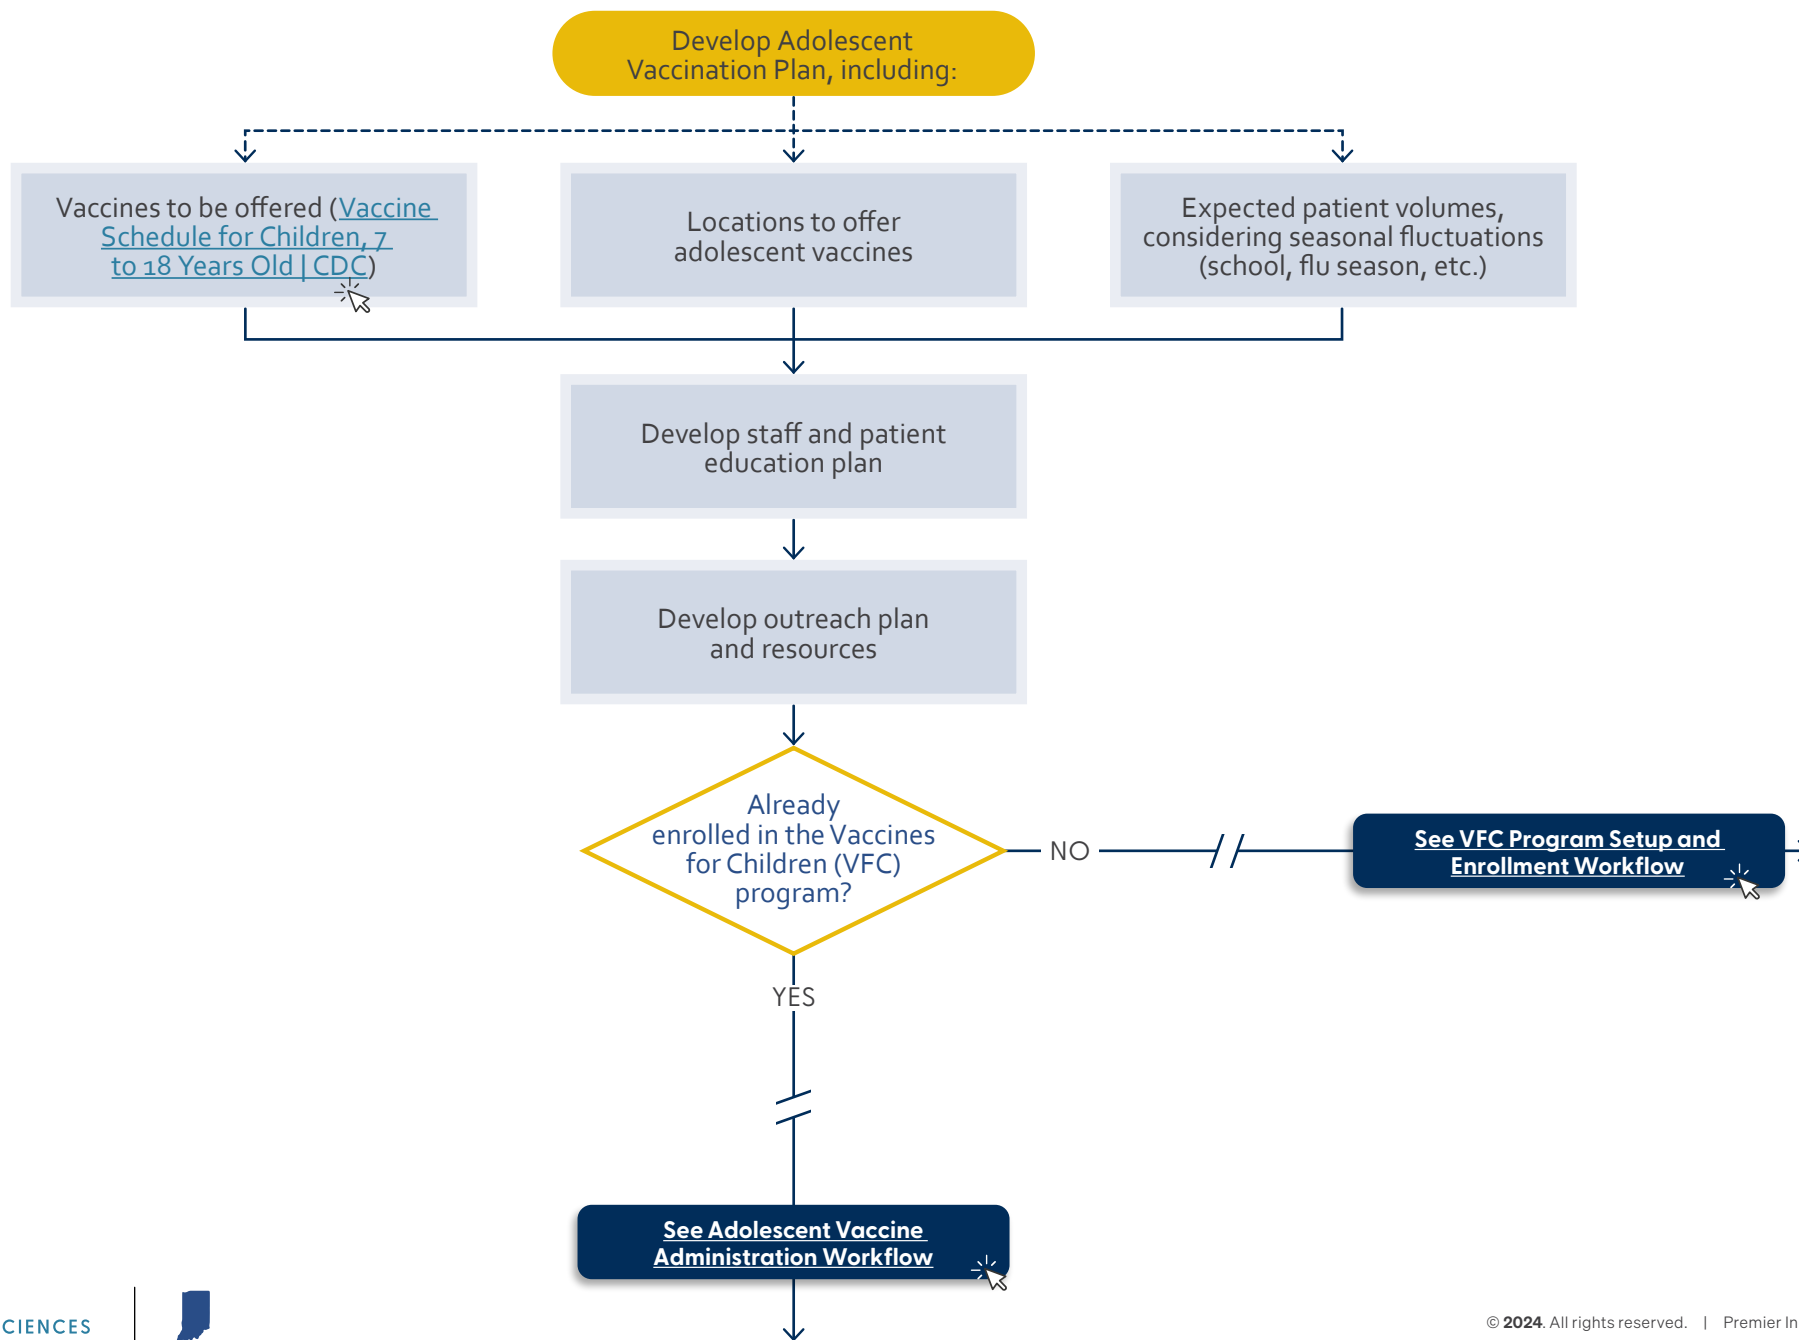 Develop Adolescent
Vaccination Plan, including:
Vaccines to be offered (Vaccine
Schedule for Children, 7
to 18 Years Old | CDC)
Locations to offer
adolescent vaccines
Expected patient volumes,
considering seasonal fluctuations
(school, flu season, etc.)
Develop staff and patient
education plan
Develop outreach plan
and resources
Already
enrolled in the Vaccines
for Children (VFC)
program?
NO
See VFC Program Setup and
Enrollment Workflow
YES
See Adolescent Vaccine
Administration Workflow
CIENCES
© 2024. All rights reserved. | Premier In